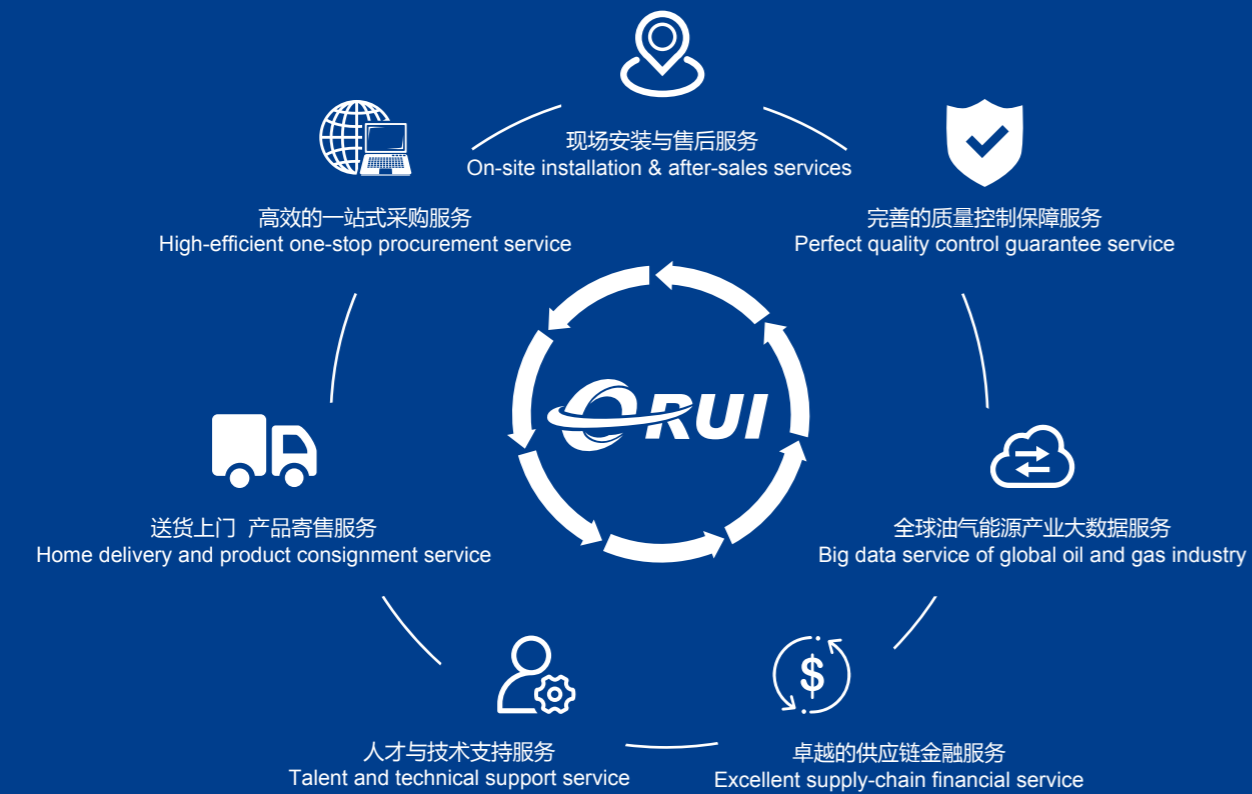 现场安装与售后服务
On-site installation & after-sales services
高效的一站式采购服务
High-efficient one-stop procurement service
完善的质量控制保障服务
Perfect quality control guarantee service
eRUI
送货上门 产品寄售服务
Home delivery and product consignment service
全球油气能源产业大数据服务
Big data service of global oil and gas industry
$
人才与技术支持服务
Talent and technical support service
卓越的供应链金融服务
Excellent supply-chain financial service